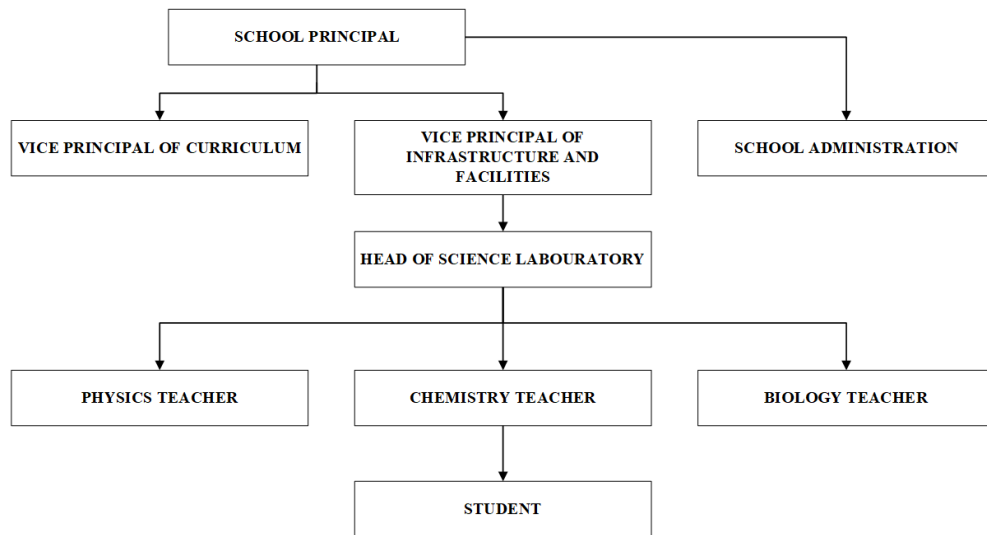 SCHOOL PRINCIPAL
VICE PRINCIPAL OF CURRICULUM
VICE PRINCIPAL OF
INFRASTRUCTURE AND
FACILITIES
SCHOOL ADMINISTRATION
HEAD OF SCIENCE LABOURATORY
PHYSICS TEACHER
CHEMISTRY TEACHER
BIOLOGY TEACHER
STUDENT